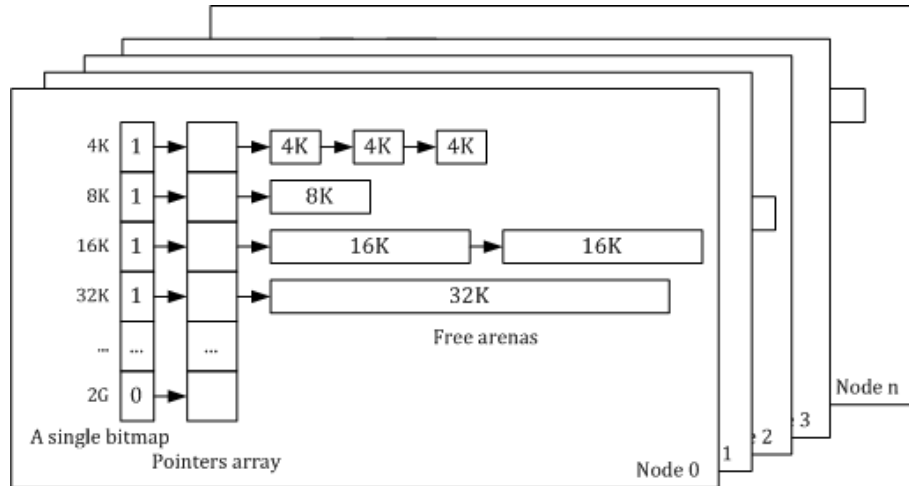 4K 1 4K 4K 4K
8K 1 8K
16K 1 16K 16K
32K 1 32K
Free arenas
... ... ...
2G 0
Node n
A single bitmap
Pointers array
Node 0
1
e 2
e 3